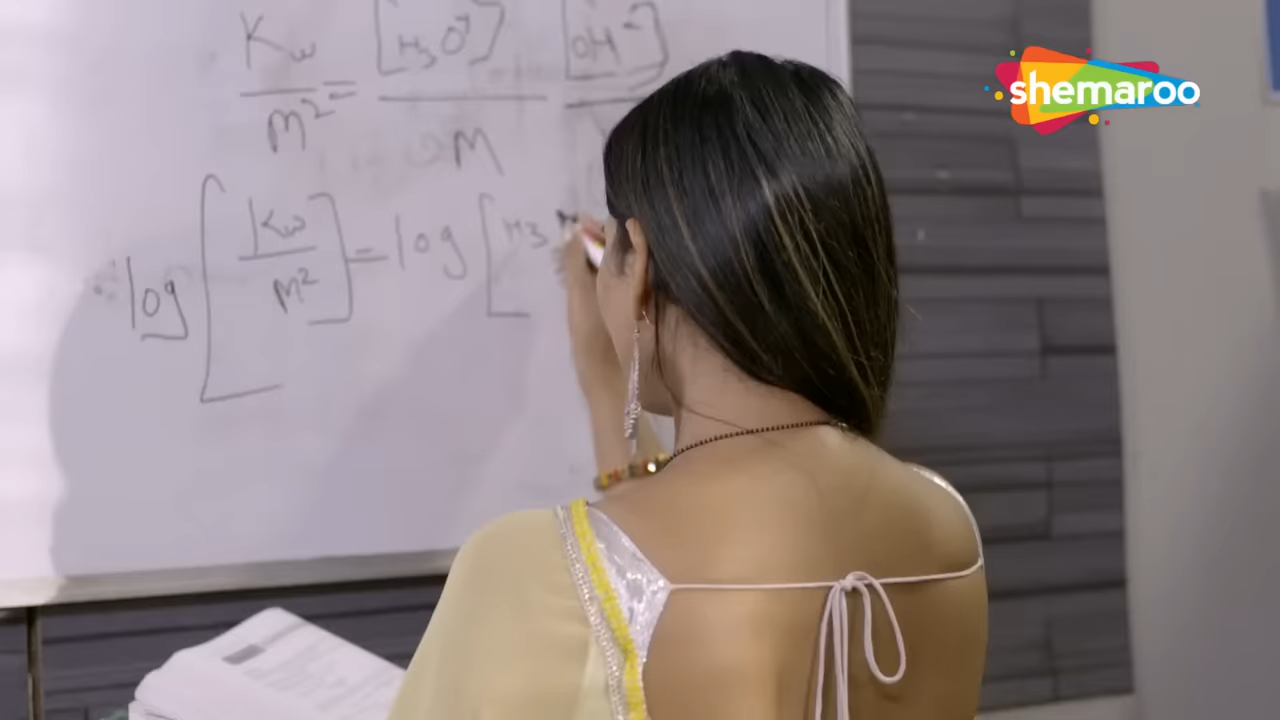 shemaroo
Kw [H3O+] [OH-]
M2 = M
log [Kw = log [H3
M2]